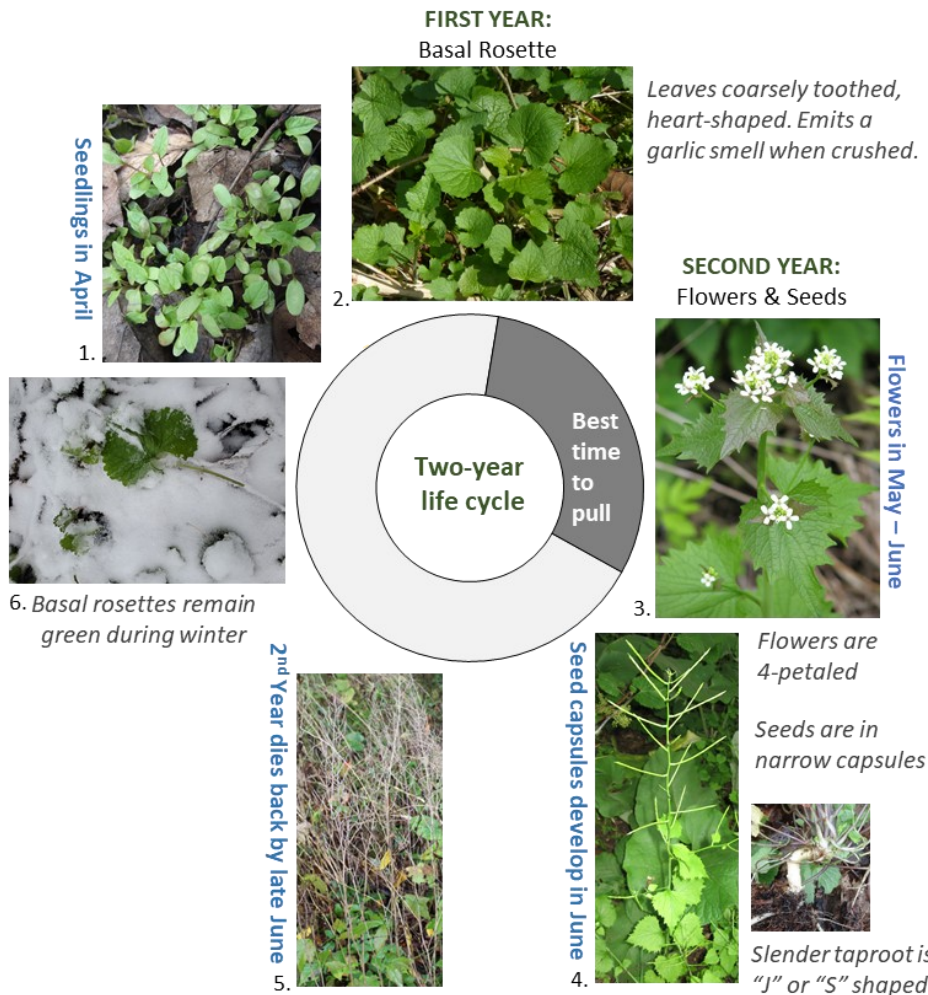 FIRST YEAR:
Basal Rosette
Leaves coarsely toothed,
heart-shaped. Emits a
garlic smell when crushed.
Seedlings in April
1.
2.
SECOND YEAR:
Flowers & Seeds
Flowers in May – June
3.
Best
time
to
pull
Two-year
life cycle
6. Basal rosettes remain
green during winter
Flowers are
4-petaled
Seeds are in
narrow capsules
Seed capsules develop in June
4.
2nd Year dies back by late June
5.
Slender taproot is
“J” or “S” shaped